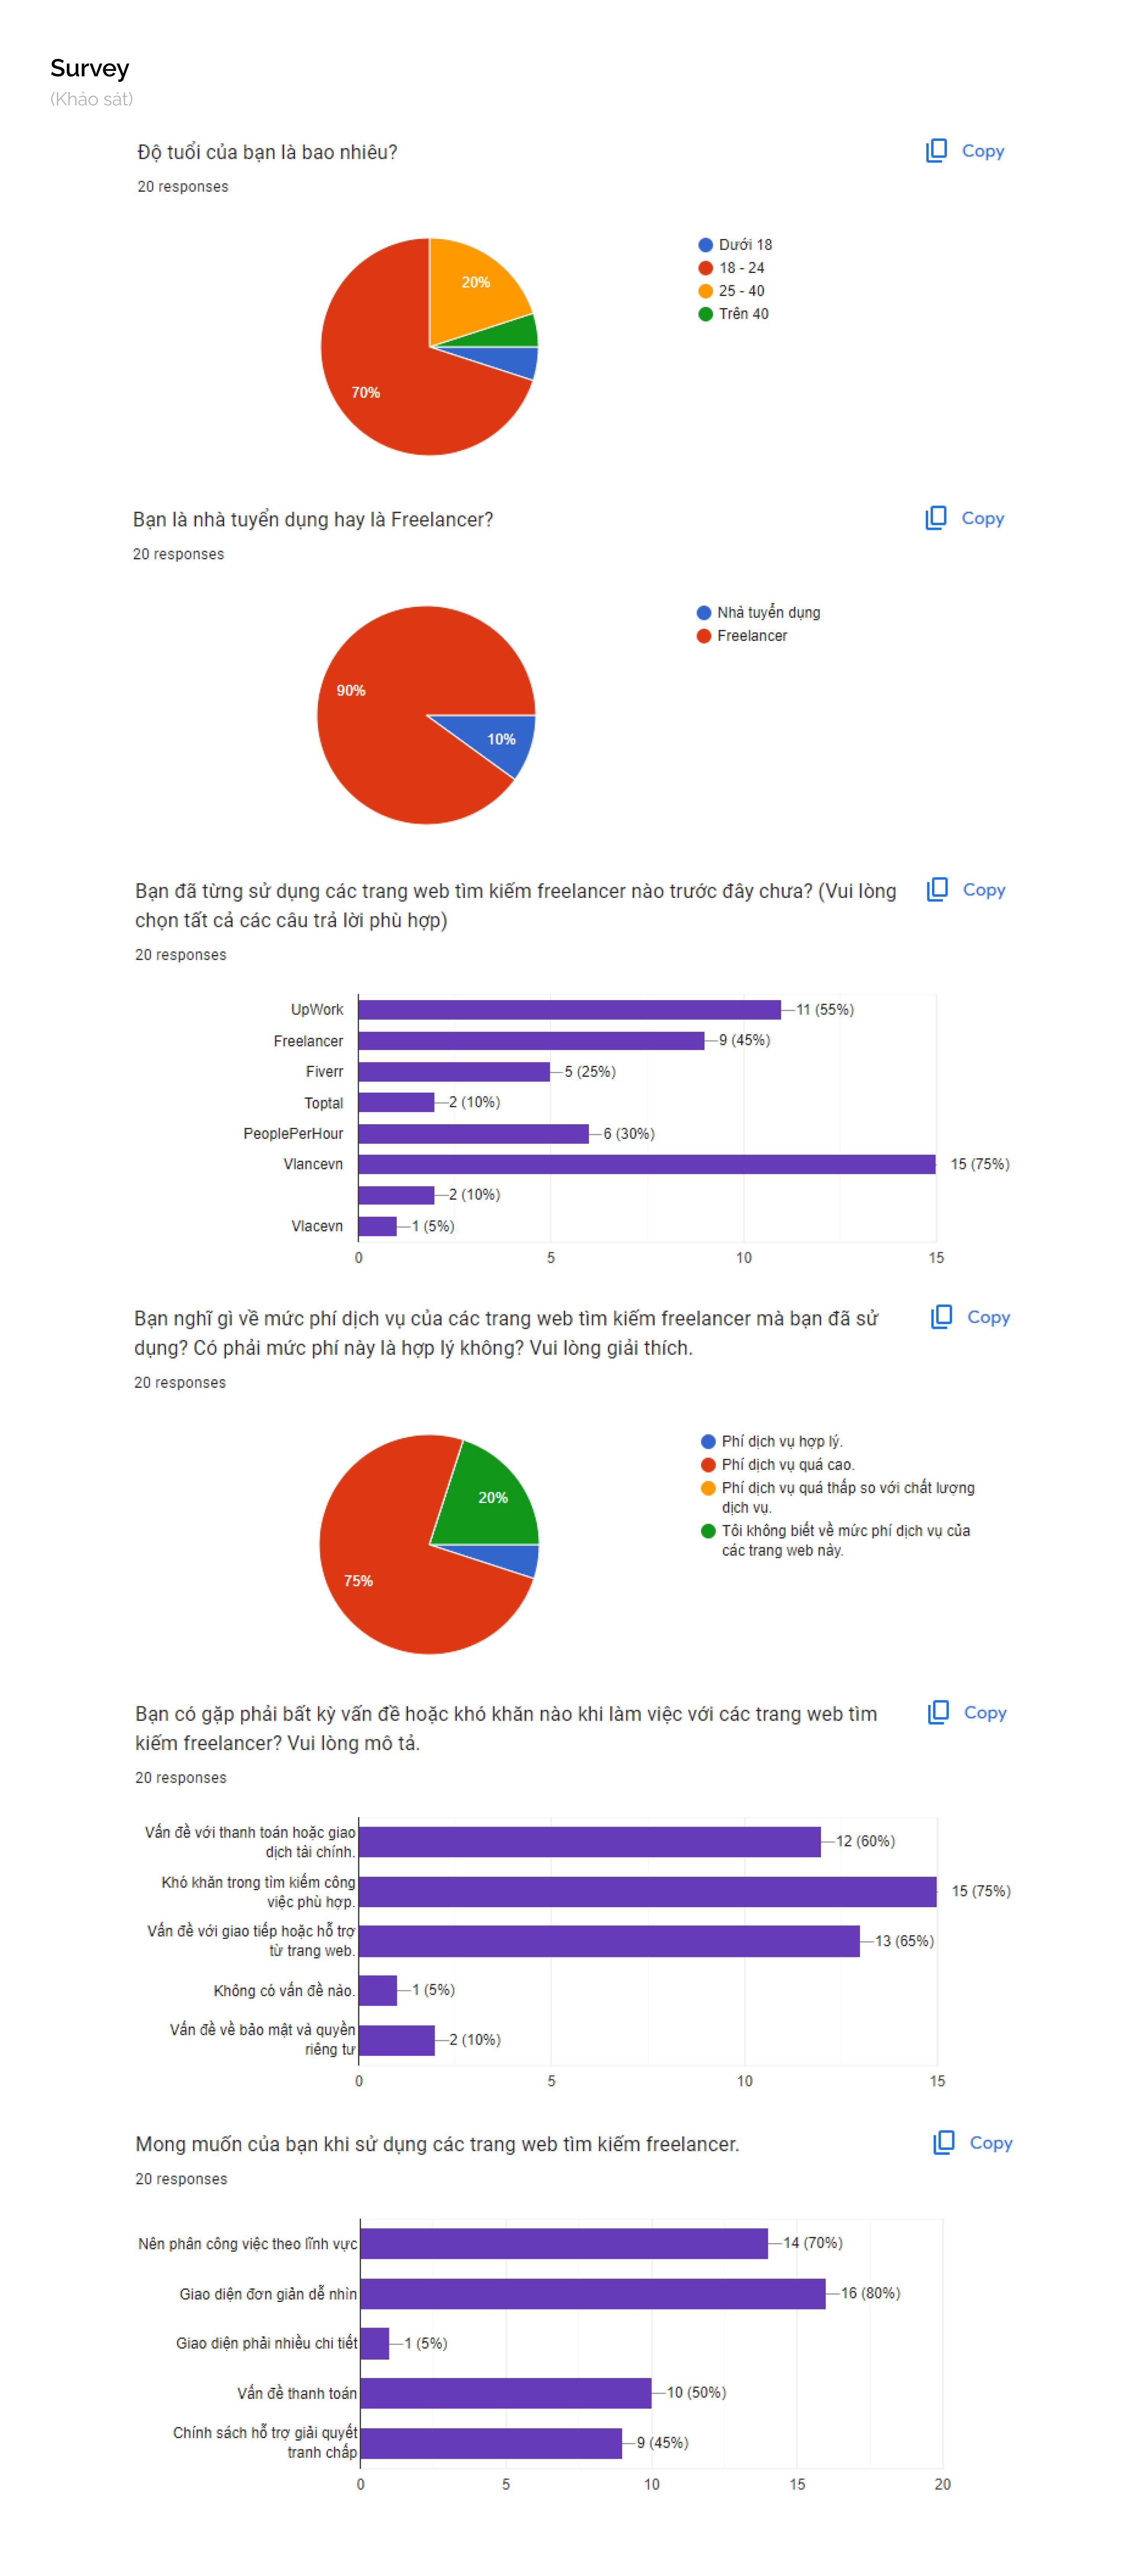 Survey
(Khảo sát)
Độ tuổi của bạn là bao nhiêu?
Copy
20 responses
20%
70%
Dưới 18
18 - 24
25 - 40
Trên 40
Bạn là nhà tuyển dụng hay là Freelancer?
Copy
20 responses
90%
10%
Nhà tuyển dụng
Freelancer
Bạn đã từng sử dụng các trang web tìm kiếm freelancer nào trước đây chưa? (Vui lòng
chọn tất cả các câu trả lời phù hợp)
Copy
20 responses
UpWork 11 (55%)
Freelancer 9 (45%)
Fiverr 5 (25%)
Toptal 2 (10%)
PeoplePerHour 6 (30%)
Vlancevn 15 (75%)
2 (10%)
Vlacevn 1 (5%)
0 5 10 15
Bạn nghĩ gì về mức phí dịch vụ của các trang web tìm kiếm freelancer mà bạn đã sử
dụng? Có phải mức phí này là hợp lý không? Vui lòng giải thích.
Copy
20 responses
20%
75%
Phí dịch vụ hợp lý.
Phí dịch vụ quá cao.
Phí dịch vụ quá thấp so với chất lượng
dịch vụ.
Tôi không biết về mức phí dịch vụ của
các trang web này.
Bạn có gặp phải bất kỳ vấn đề hoặc khó khăn nào khi làm việc với các trang web tìm
kiếm freelancer? Vui lòng mô tả.
Copy
20 responses
Vấn đề với thanh toán hoặc giao
dịch tài chính.
12 (60%)
Khó khăn trong tìm kiếm công
việc phù hợp.
15 (75%)
Vấn đề với giao tiếp hoặc hỗ trợ
từ trang web.
13 (65%)
Không có vấn đề nào. 1 (5%)
Vấn đề về bảo mật và quyền
riêng tư
2 (10%)
0 5 10 15
Mong muốn của bạn khi sử dụng các trang web tìm kiếm freelancer.
Copy
20 responses
Nên phân công việc theo lĩnh vực 14 (70%)
Giao diện đơn giản dễ nhìn 16 (80%)
Giao diện phải nhiều chi tiết 1 (5%)
Vấn đề thanh toán 10 (50%)
Chính sách hỗ trợ giải quyết
tranh chấp
9 (45%)
0 5 10 15 20